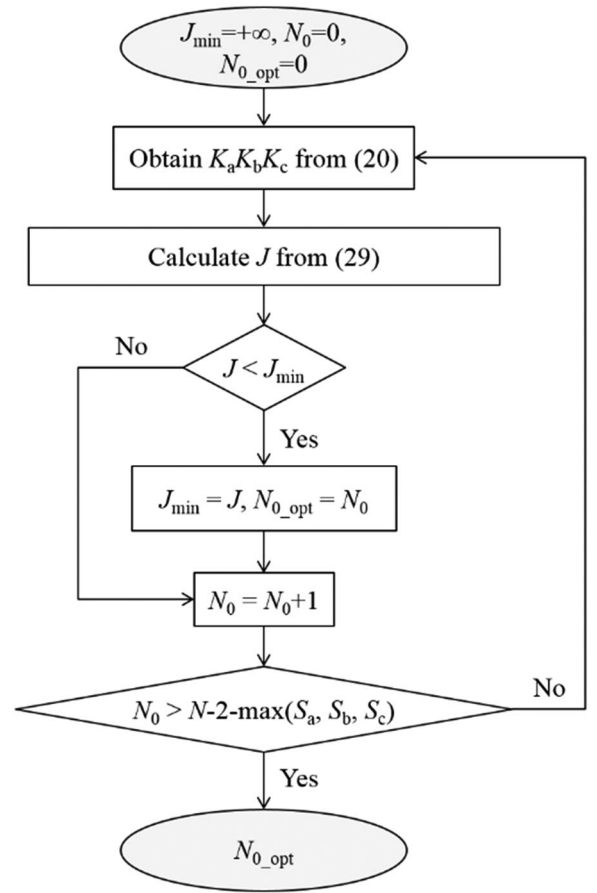 J_min=+∞, N_0=0,
N_0_opt=0
Obtain K_aK_bK_c from (20)
Calculate J from (29)
No
J < J_min
Yes
J_min = J, N_0_opt = N_0
N_0 = N_0+1
N_0 > N-2-max(S_a, S_b, S_c)
No
Yes
N_0_opt